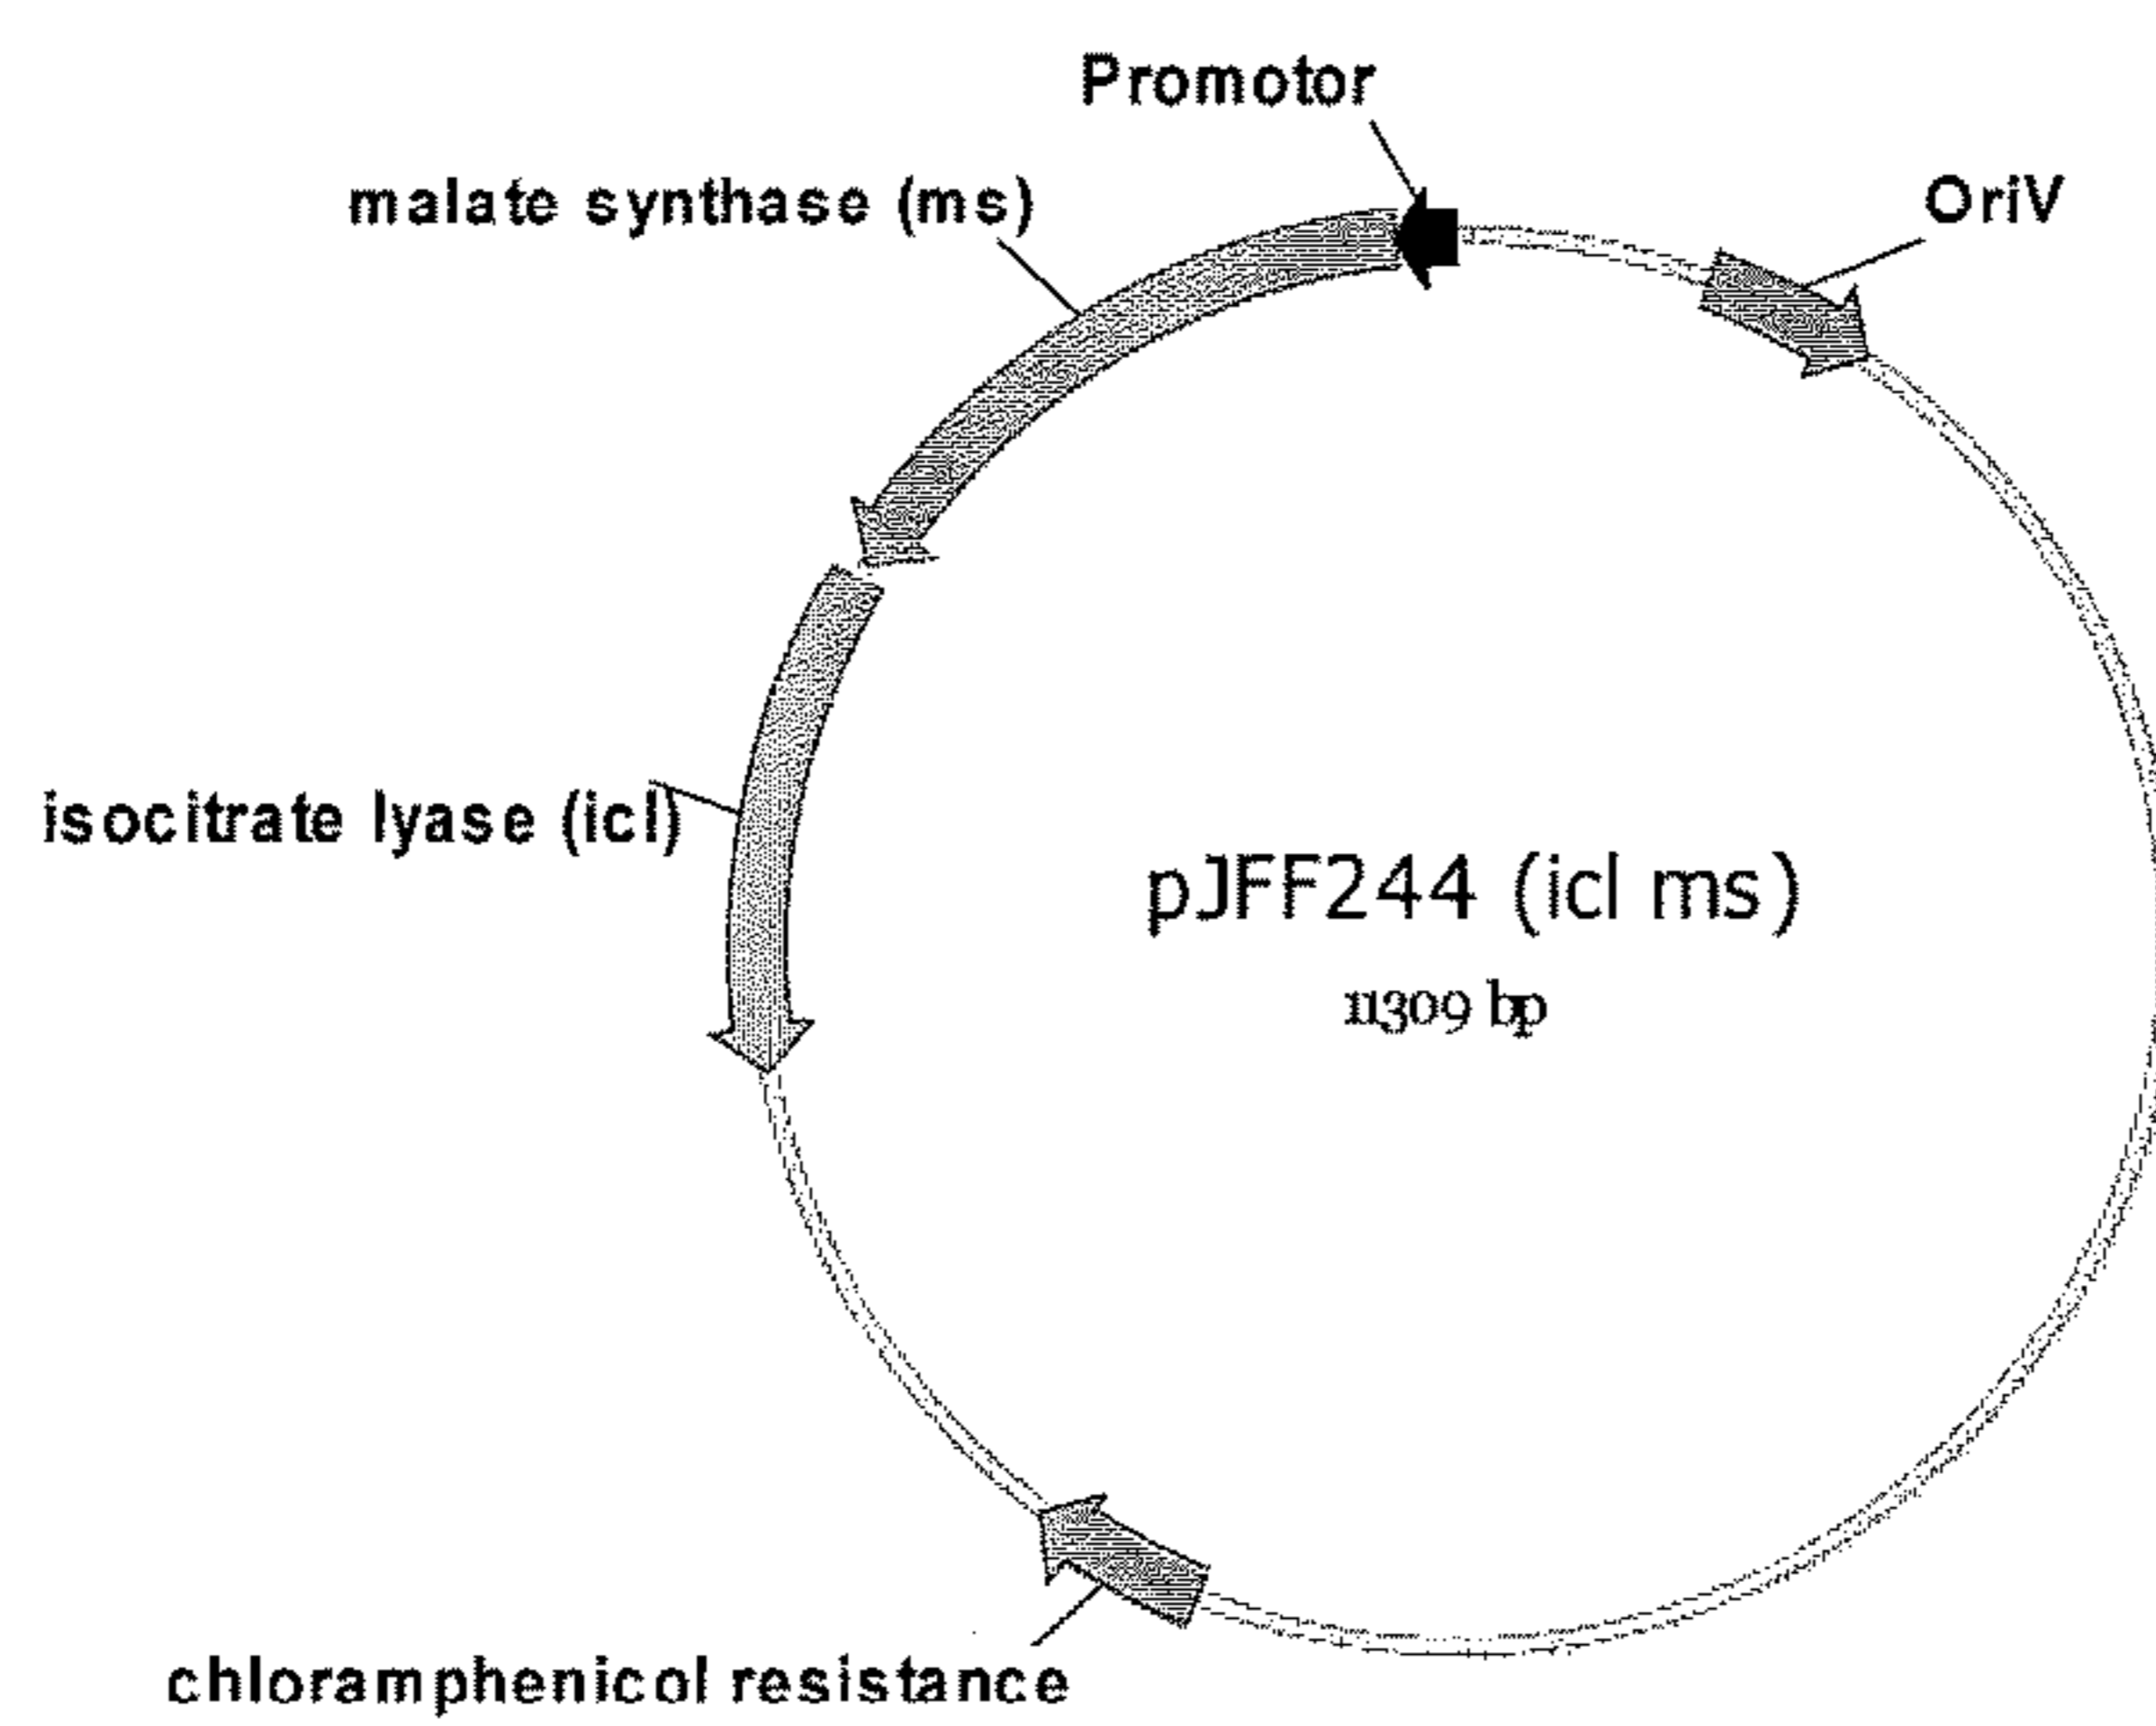 Promotor
malate synthase (ms)
OriV
isocitrate lyase (icl)
pJFF244 (icl ms)
11309 bp
chloramphenicol resistance